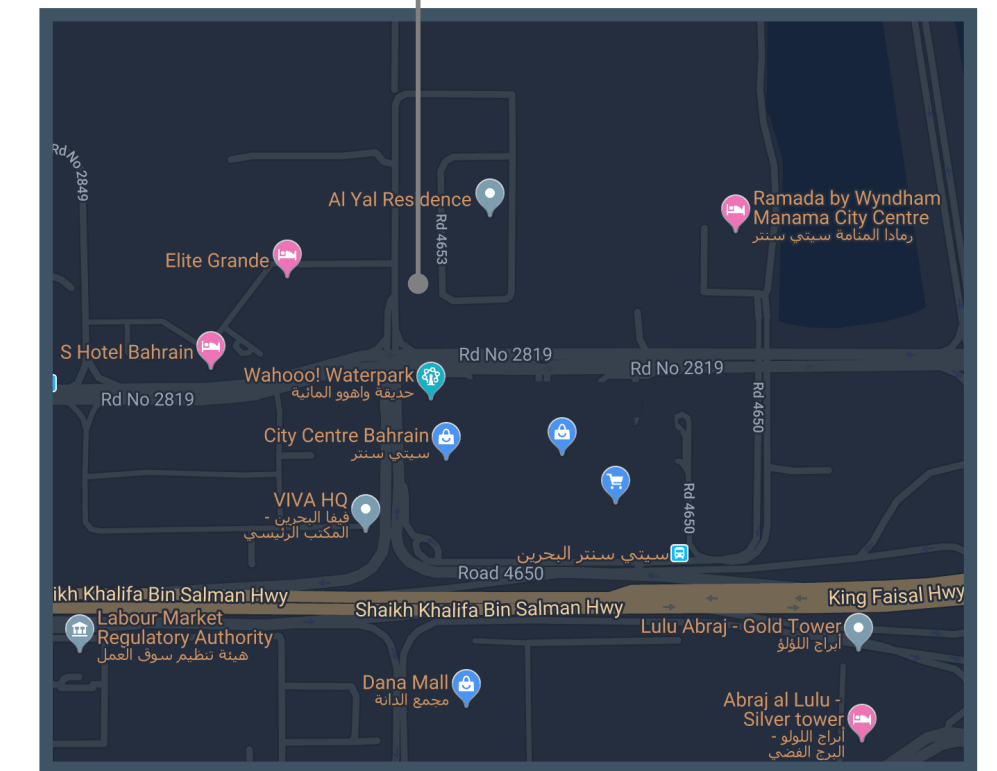 Rd No 2849
Al Yal Residence
Rd 4653
Ramada by Wyndham
Manama City Centre
رمادا المنامة سيتي سنتر
Elite Grande
S Hotel Bahrain
Rd No 2819
Rd No 2819
Wahooo! Waterpark
حديقة واهوو المائية
Rd No 2819
Rd 4650
City Centre Bahrain
سيتي سنتر
VIVA HQ
فيفا البحرين -
المكتب الرئيسي
Rd 4650
سيتي سنتر البحرين
Road 4650
ikh Khalifa Bin Salman Hwy
Shaikh Khalifa Bin Salman Hwy
King Faisal Hwy
Labour Market
Regulatory Authority
هيئة تنظيم سوق العمل
Lulu Abraj - Gold Tower
أبراج اللؤلؤ
Dana Mall
مجمع الدانة
Abraj al Lulu -
Silver tower
أبراج اللولو -
البرج الفضي